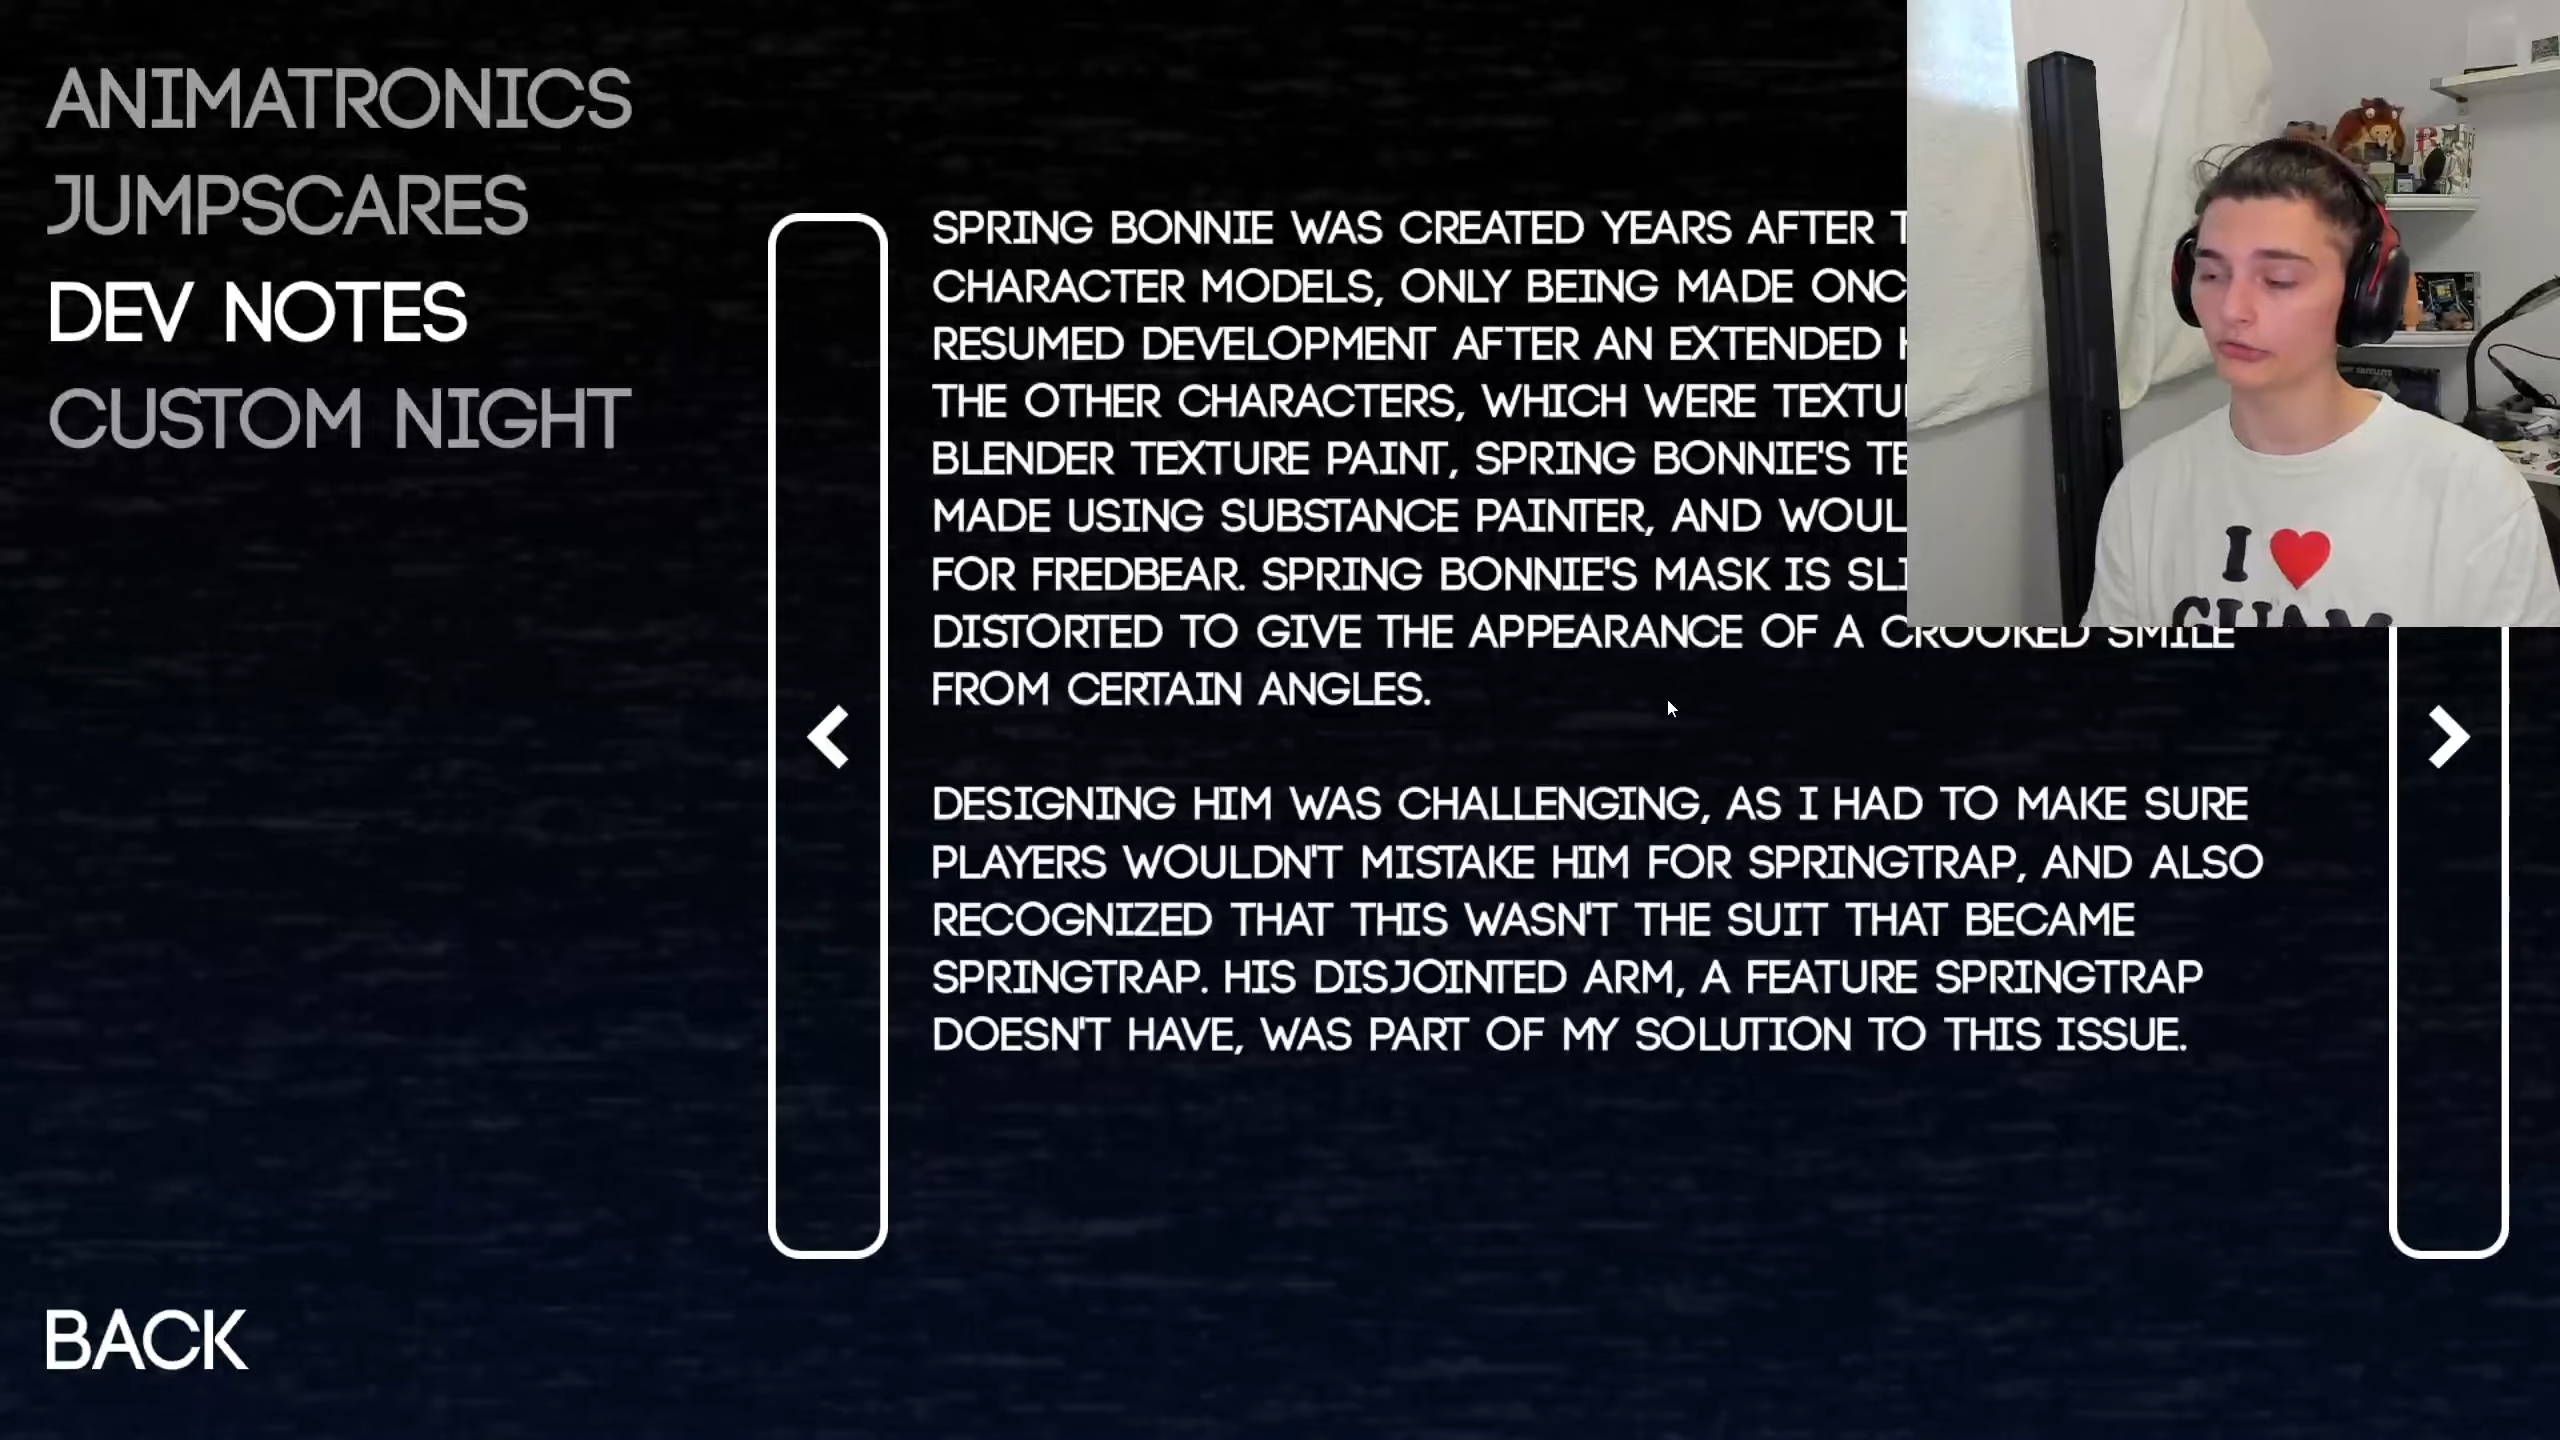 ANIMATRONICS
JUMPSCARES
DEV NOTES
CUSTOM NIGHT
SPRING BONNIE WAS CREATED YEARS AFTER
CHARACTER MODELS, ONLY BEING MADE
RESUMED DEVELOPMENT AFTER AN EXTENDED
THE OTHER CHARACTERS, WHICH WERE
BLENDER TEXTURE PAINT, SPRING BONNIE'S
MADE USING SUBSTANCE PAINTER, AND
FOR FREDBEAR. SPRING BONNIE'S MASK IS
DISTORTED TO GIVE THE APPEARANCE OF A CROOKED SMILE
FROM CERTAIN ANGLES.
DESIGNING HIM WAS CHALLENGING, AS I HAD TO MAKE SURE
PLAYERS WOULDN'T MISTAKE HIM FOR SPRINGTRAP, AND ALSO
RECOGNIZED THAT THIS WASN'T THE SUIT THAT BECAME
SPRINGTRAP. HIS DISJOINTED ARM, A FEATURE SPRINGTRAP
DOESN'T HAVE, WAS PART OF MY SOLUTION TO THIS ISSUE.
BACK
I
GUAM